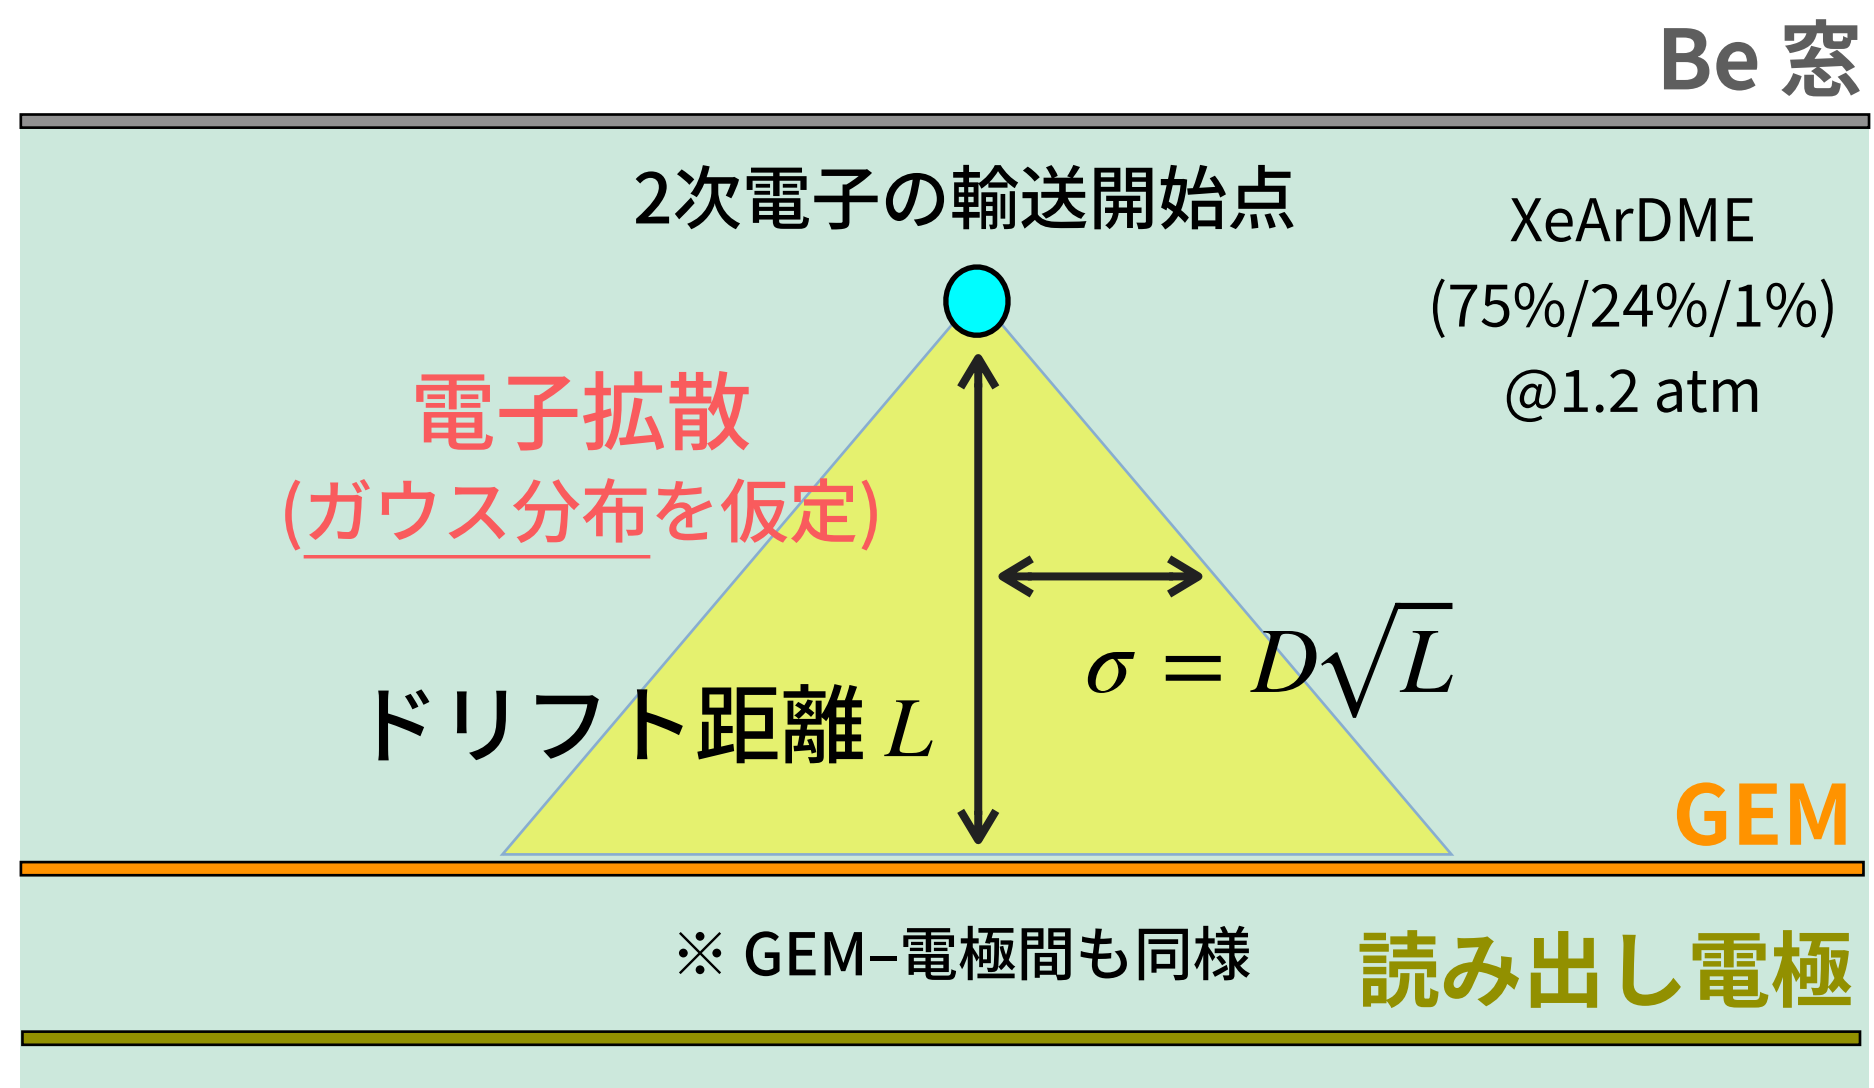 Be 窓
2次電子の輸送開始点
XeArDME
(75%/24%/1%)
@1.2 atm
電子拡散
(ガウス分布を仮定)
σ = D√L
ドリフト距離 L
GEM
※ GEM–電極間も同様
読み出し電極